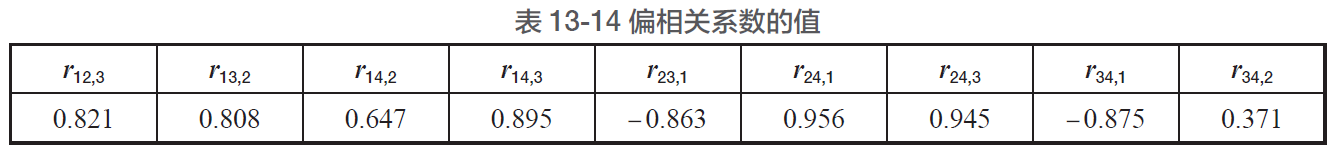 表 13-14 偏相关系数的值
r12,3 r13,2 r14,2 r14,3 r23,1 r24,1 r24,3 r34,1 r34,2
0.821 0.808 0.647 0.895 –0.863 0.956 0.945 –0.875 0.371